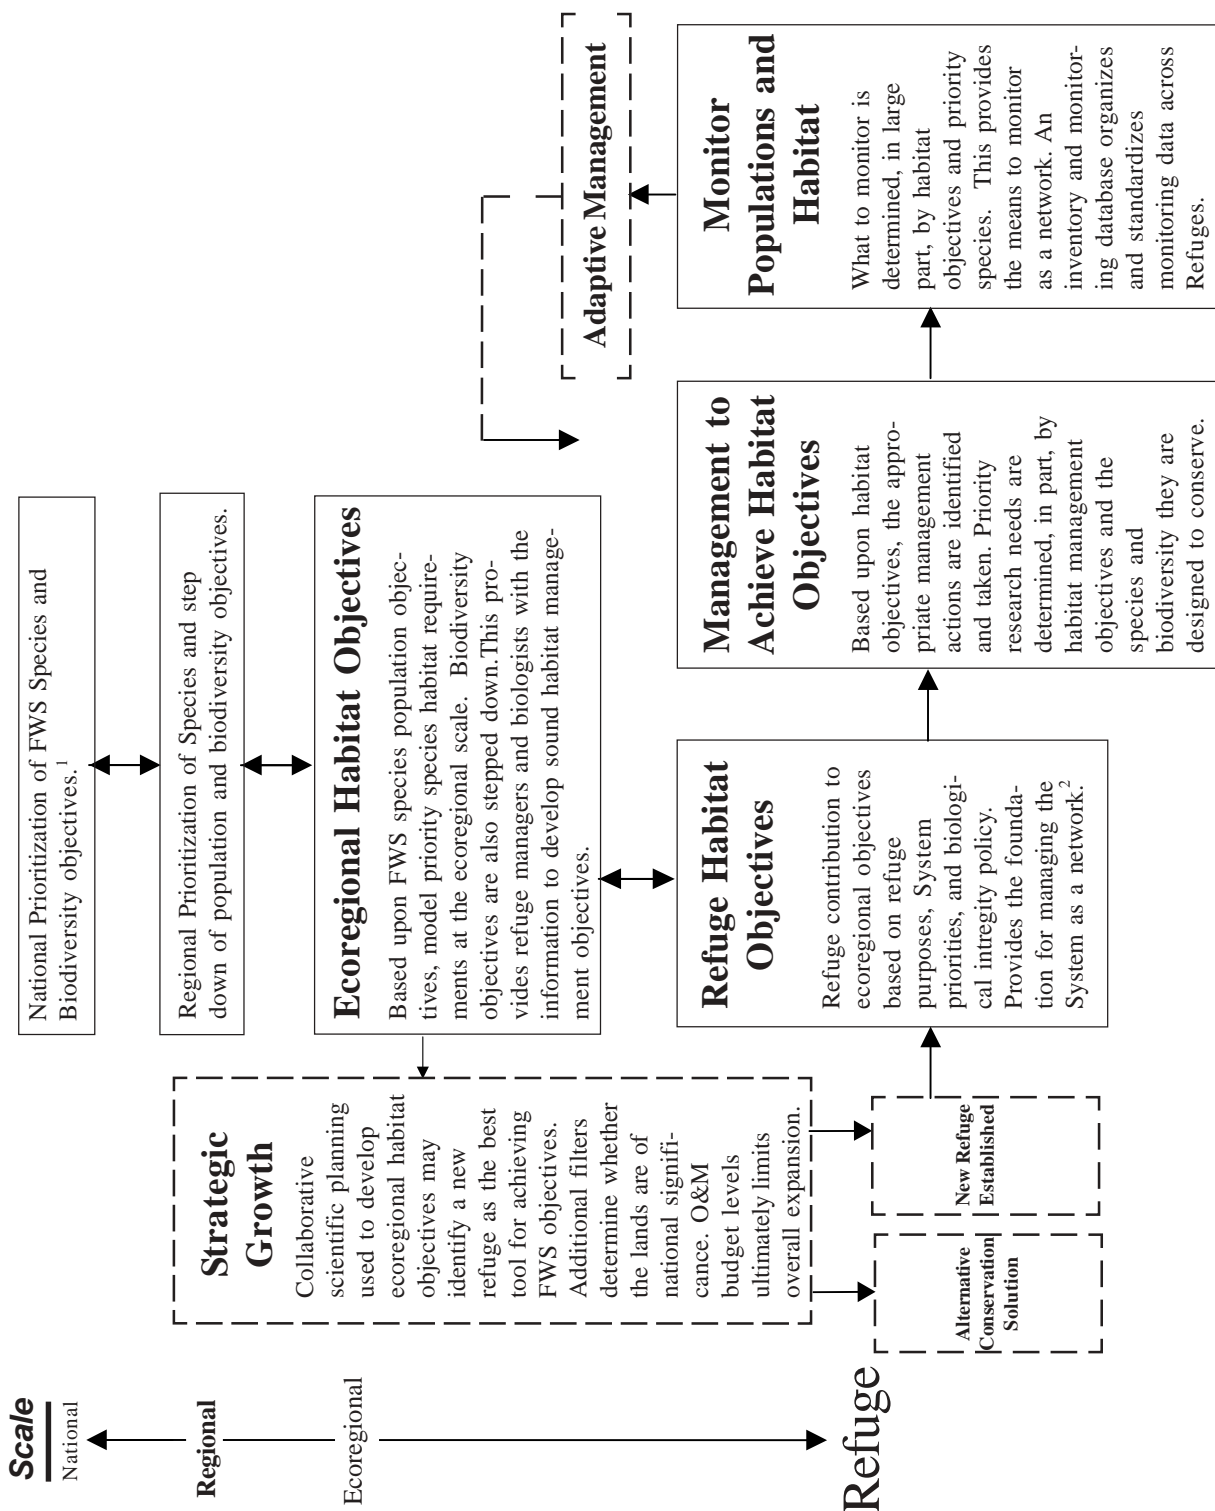 Scale
National
Regional
Ecoregional
Refuge
National Prioritization of FWS Species and
Biodiversity objectives.1
Regional Prioritization of Species and step
down of population and biodiversity objectives.
Ecoregional Habitat Objectives
Based upon FWS species population objec-
tives, model priority species habitat require-
ments at the ecoregional scale. Biodiversity
objectives are also stepped down.This pro-
vides refuge managers and biologists with the
information to develop sound habitat manage-
ment objectives.
Strategic
Growth
Collaborative
scientific planning
used to develop
ecoregional habitat
objectives may
identify a new
refuge as the best
tool for achieving
FWS objectives.
Additional filters
determine whether
the lands are of
national signifi-
cance. O&M
budget levels
ultimately limits
overall expansion.
Alternative
Conservation
Solution
New Refuge
Established
Refuge Habitat
Objectives
Refuge contribution to
ecoregional objectives
based on refuge
purposes, System
priorities, and biologi-
cal intregity policy.
Provides the founda-
tion for managing the
System as a network.2
Management to
Achieve Habitat
Objectives
Based upon habitat
objectives, the appro-
priate management
actions are identified
and taken. Priority
research needs are
determined, in part, by
habitat management
objectives and the
species and
biodiversity they are
designed to conserve.
Monitor
Populations and
Habitat
What to monitor is
determined, in large
part, by habitat
objectives and priority
species. This provides
the means to monitor
as a network. An
inventory and monitor-
ing database organizes
and standardizes
monitoring data across
Refuges.
Adaptive Management